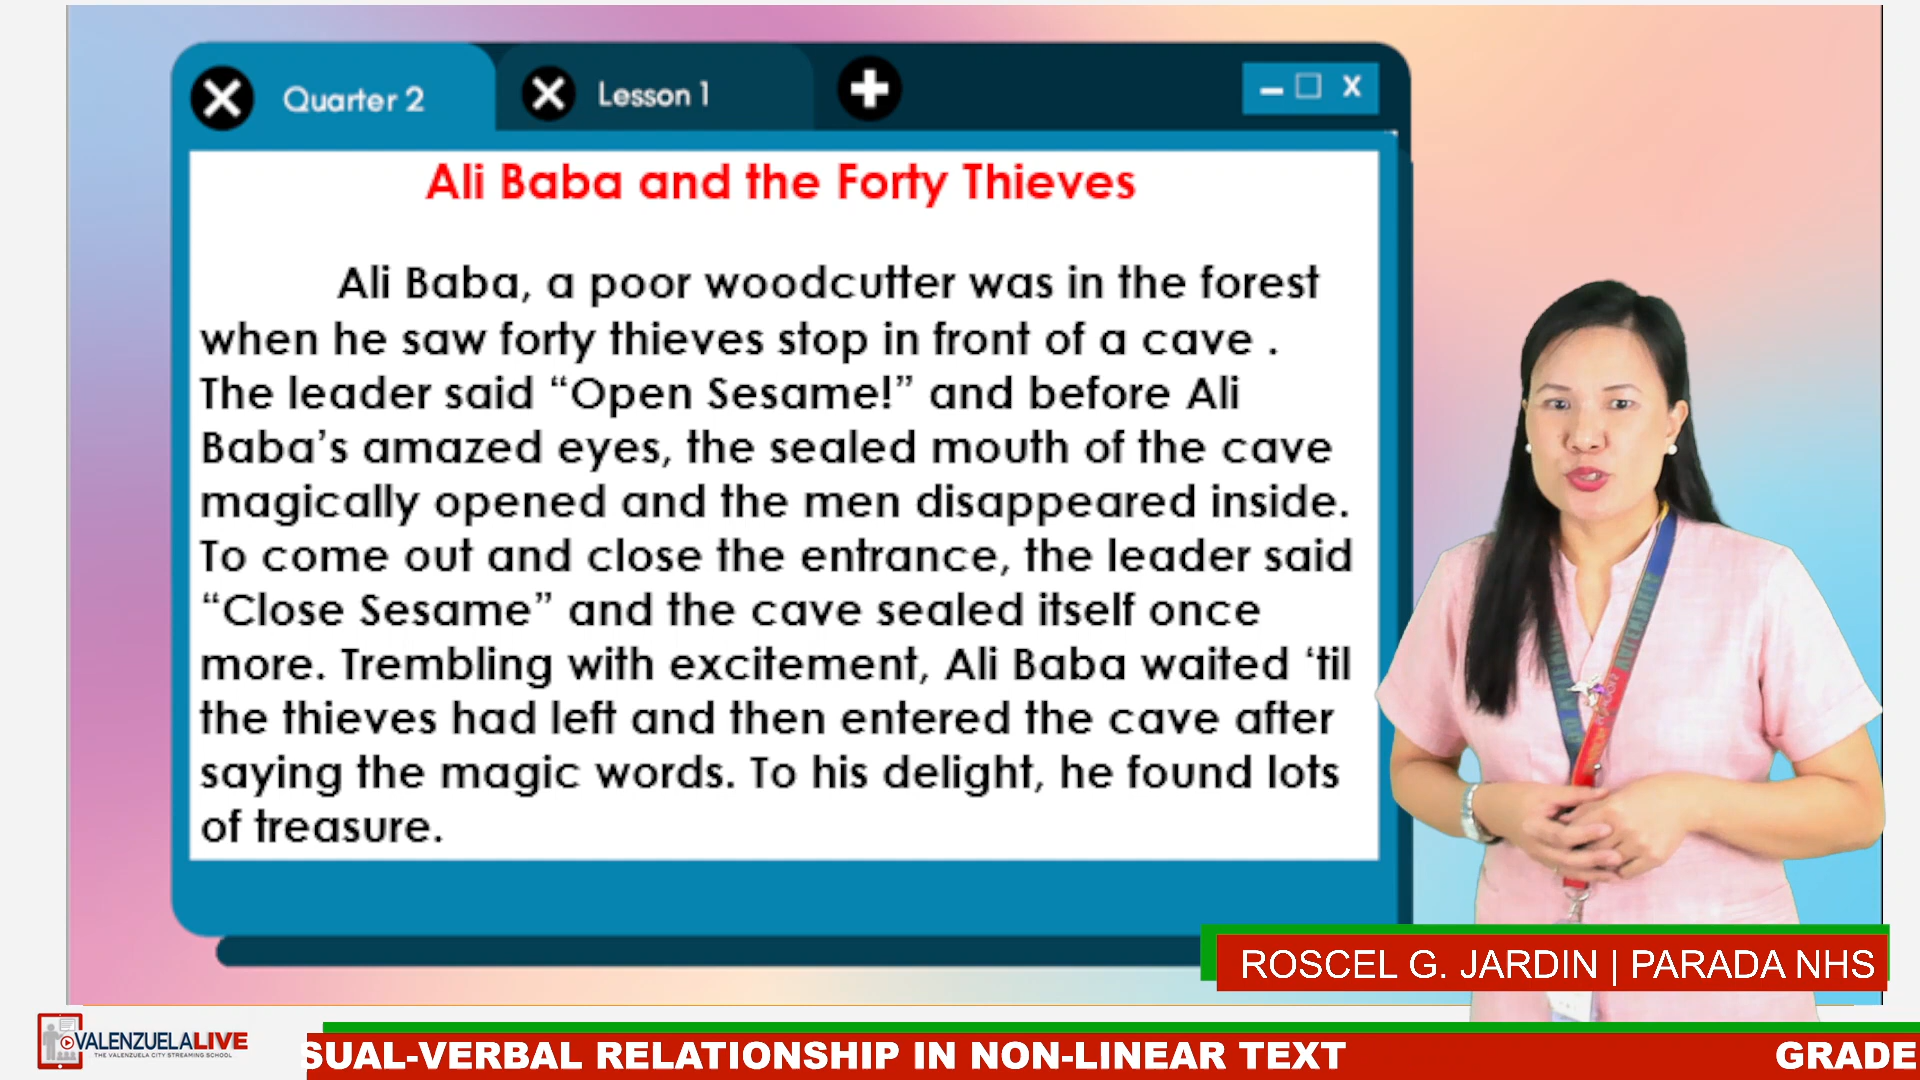 Quarter 2
Lesson 1
Ali Baba and the Forty Thieves
Ali Baba, a poor woodcutter was in the forest
when he saw forty thieves stop in front of a cave .
The leader said “Open Sesame!” and before Ali
Baba’s amazed eyes, the sealed mouth of the cave
magically opened and the men disappeared inside.
To come out and close the entrance, the leader said
“Close Sesame” and the cave sealed itself once
more. Trembling with excitement, Ali Baba waited ‘til
the thieves had left and then entered the cave after
saying the magic words. To his delight, he found lots
of treasure.
ROSCEL G. JARDIN | PARADA NHS
VALENZUELALIVE
THE VALENZUELA CITY STREAMING SCHOOL
SUAL-VERBAL RELATIONSHIP IN NON-LINEAR TEXT GRADE